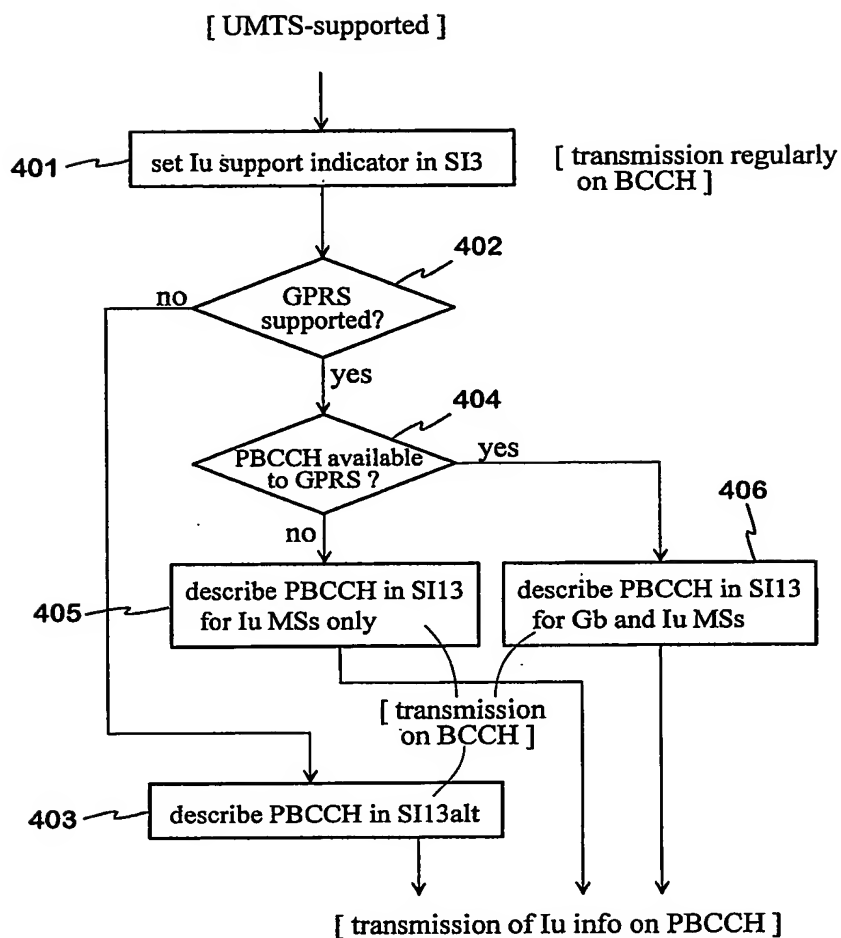 [ UMTS-supported ]
401
set Iu support indicator in SI3
[ transmission regularly
on BCCH ]
402
no
GPRS
supported?
yes
404
PBCCH available
to GPRS ?
yes
406
no
405
describe PBCCH in SI13
for Iu MSs only
describe PBCCH in SI13
for Gb and Iu MSs
[ transmission
on BCCH ]
403
describe PBCCH in SI13alt
[ transmission of Iu info on PBCCH ]